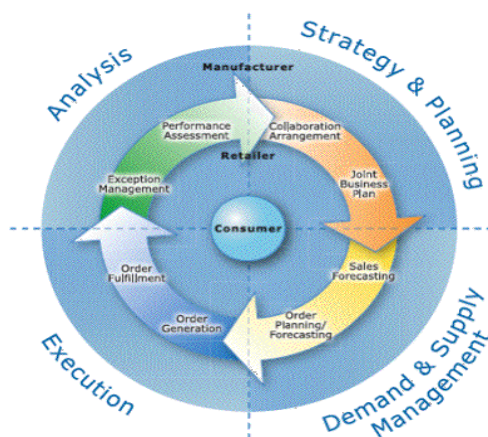 Analysis
Strategy & Planning
Manufacturer
Performance
Assessment
Collaboration
Arrangement
Retailer
Exception
Management
Joint
Business
Plan
Consumer
Order
Fulfillment
Sales
Forecasting
Order
Generation
Order
Planning/
Forecasting
Execution
Demand & Supply
Management